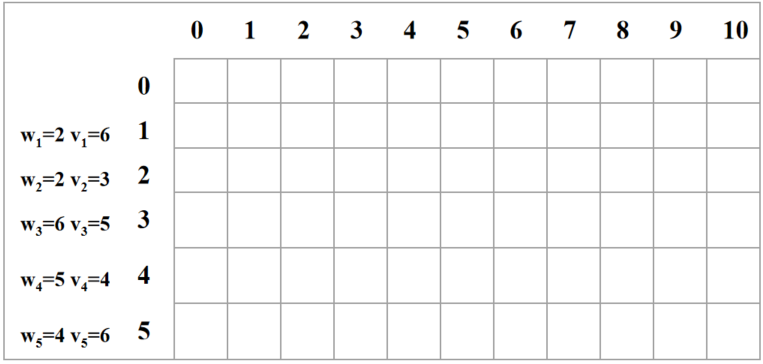 0 1 2 3 4 5 6 7 8 9 10
0
w₁=2 v₁=6 1
w₂=2 v₂=3 2
w₃=6 v₃=5 3
w₄=5 v₄=4 4
w₅=4 v₅=6 5